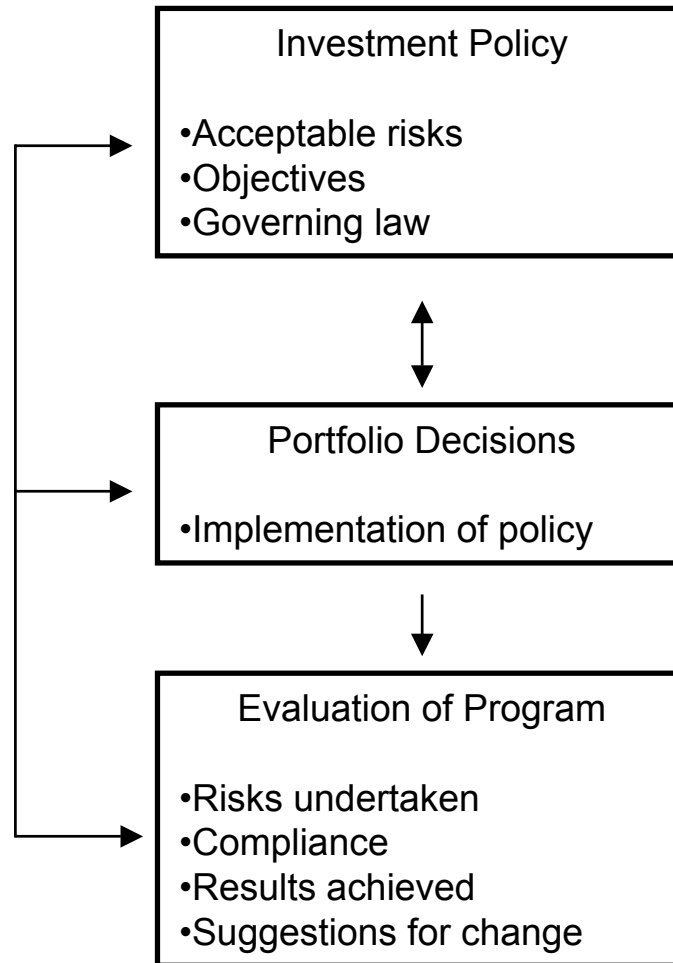 Investment Policy
•Acceptable risks
•Objectives
•Governing law
Portfolio Decisions
•Implementation of policy
Evaluation of Program
•Risks undertaken
•Compliance
•Results achieved
•Suggestions for change